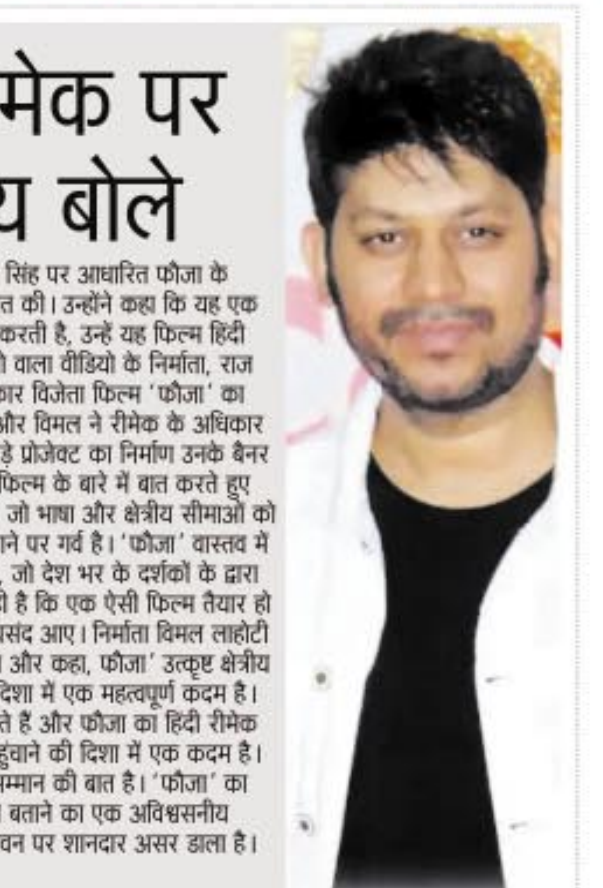 मेक पर
य बोले
सिंह पर आधारित फौजा के
त की। उन्होंने कहा कि यह एक
करती है, उन्हें यह फिल्म हिंदी
वाला वीडियो के निर्माता, राज
कार विजेता फिल्म 'फौजा' का
और विमल ने रीमेक के अधिकार
ड़े प्रोजेक्ट का निर्माण उनके बैनर
फिल्म के बारे में बात करते हुए
जो भाषा और क्षेत्रीय सीमाओं को
ाने पर गर्व है। 'फौजा' वास्तव में
, जो देश भर के दर्शकों के द्वारा
ही है कि एक ऐसी फिल्म तैयार हो
पसंद आए। निर्माता विमल लाहोटी
और कहा, फौजा' उत्कृष्ट क्षेत्रीय
दिशा में एक महत्वपूर्ण कदम है।
ते हैं और फौजा का हिंदी रीमेक
हुंचाने की दिशा में एक कदम है।
सम्मान की बात है। 'फौजा' का
बताने का एक अविश्वसनीय
वन पर शानदार असर डाला है।